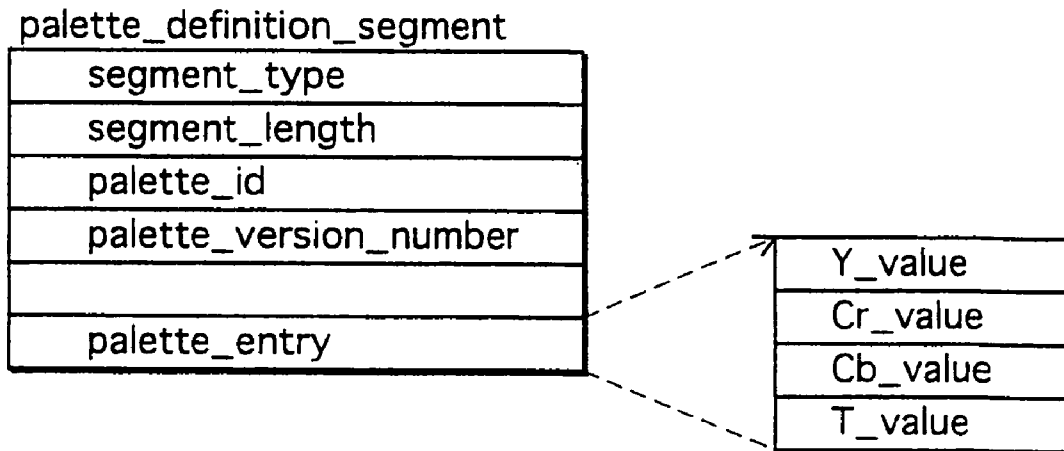 palette_definition_segment
segment_type
segment_length
palette_id
palette_version_number
palette_entry
Y_value
Cr_value
Cb_value
T_value